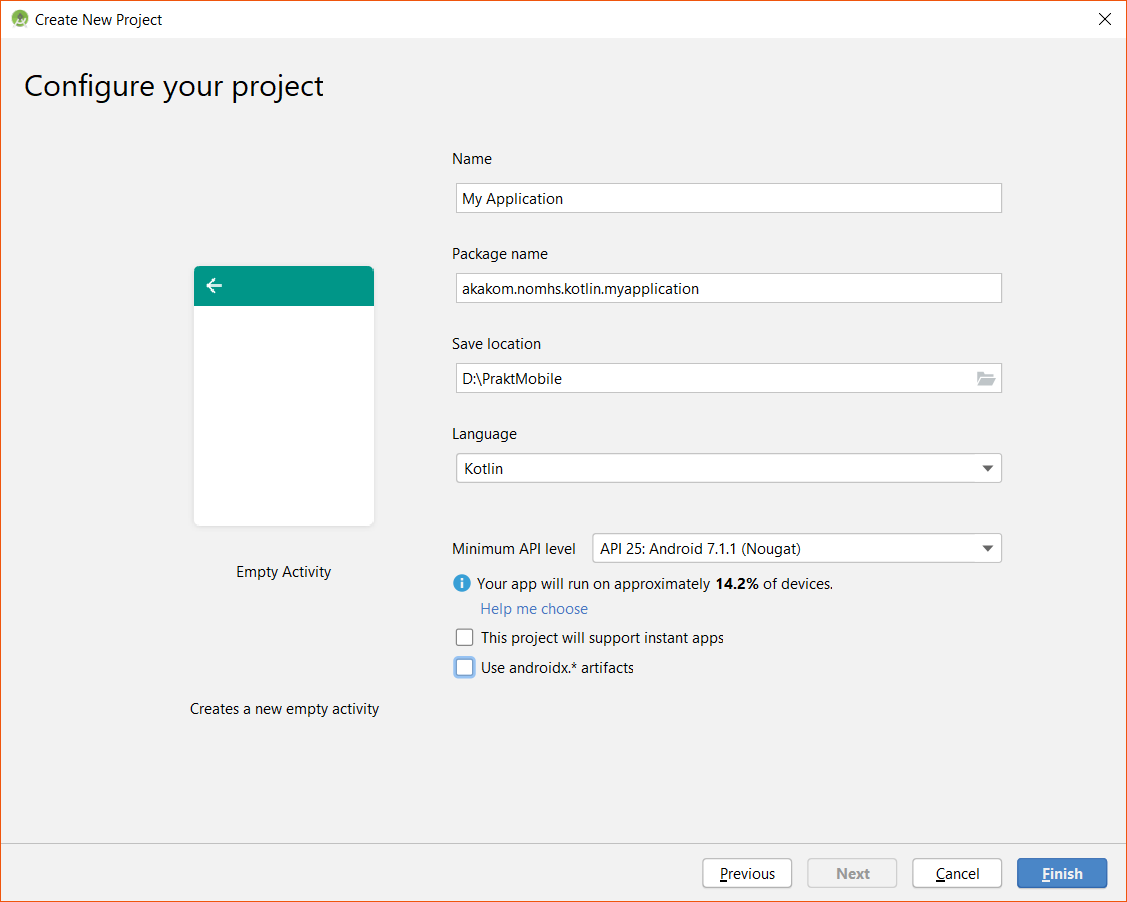 Create New Project
Configure your project
Name
My Application
Package name
akakom.nomhs.kotlin.myapplication
Save location
D:\PraktMobile
Language
Kotlin
Minimum API level API 25: Android 7.1.1 (Nougat)
Your app will run on approximately 14.2% of devices.
Help me choose
This project will support instant apps
Use androidx.* artifacts
Empty Activity
Creates a new empty activity
Previous Next Cancel Finish